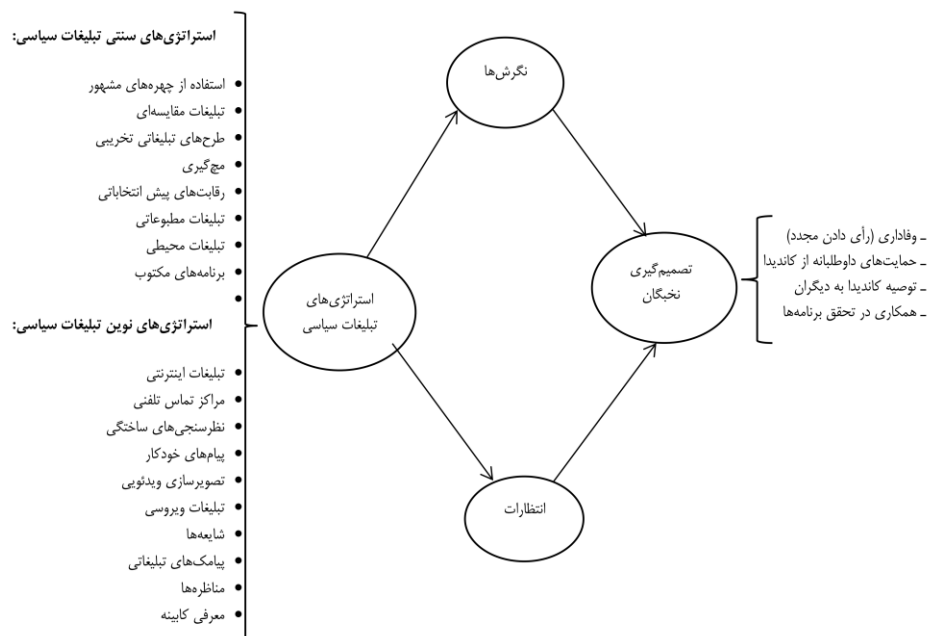 استراتژی‌های سنتی تبلیغات سیاسی:
● استفاده از چهره‌های مشهور
● تبلیغات مقایسه‌ای
● طرح‌های تبلیغاتی تخریبی
● مچ‌گیری
● رقابت‌های پیش انتخاباتی
● تبلیغات مطبوعاتی
● تبلیغات محیطی
● برنامه‌های مکتوب
●
استراتژی‌های نوین تبلیغات سیاسی:
● تبلیغات اینترنتی
● مراکز تماس تلفنی
● نظرسنجی‌های ساختگی
● پیام‌های خودکار
● تصویرسازی ویدئویی
● تبلیغات ویروسی
● شایعه‌ها
● پیامک‌های تبلیغاتی
● مناظره‌ها
● معرفی کابینه
استراتژی‌های
تبلیغات سیاسی
نگرش‌ها
انتظارات
تصمیم‌گیری
نخبگان
ـ وفاداری (رأی دادن مجدد)
ـ حمایت‌های داوطلبانه از کاندیدا
ـ توصیه کاندیدا به دیگران
ـ همکاری در تحقق برنامه‌ها